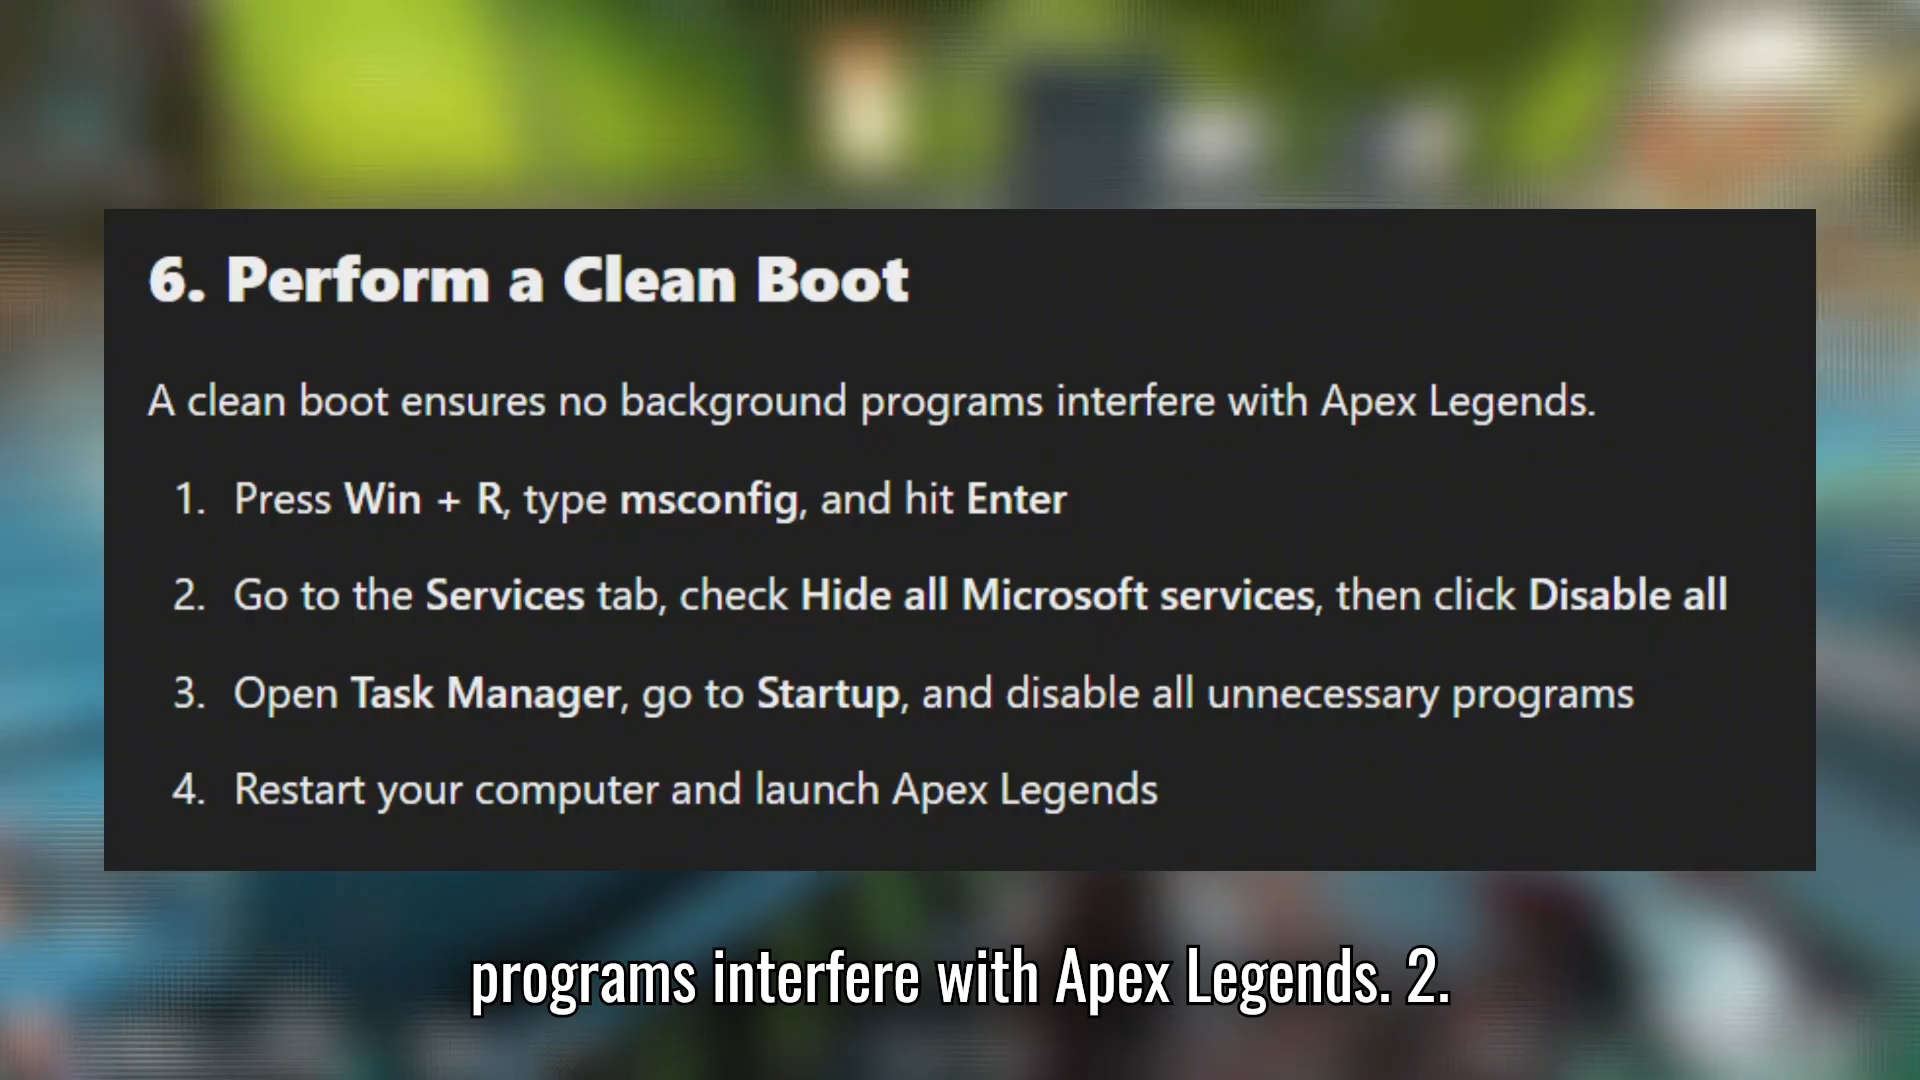 6. Perform a Clean Boot
A clean boot ensures no background programs interfere with Apex Legends.
1. Press Win + R, type msconfig, and hit Enter
2. Go to the Services tab, check Hide all Microsoft services, then click Disable all
3. Open Task Manager, go to Startup, and disable all unnecessary programs
4. Restart your computer and launch Apex Legends
programs interfere with Apex Legends. 2.